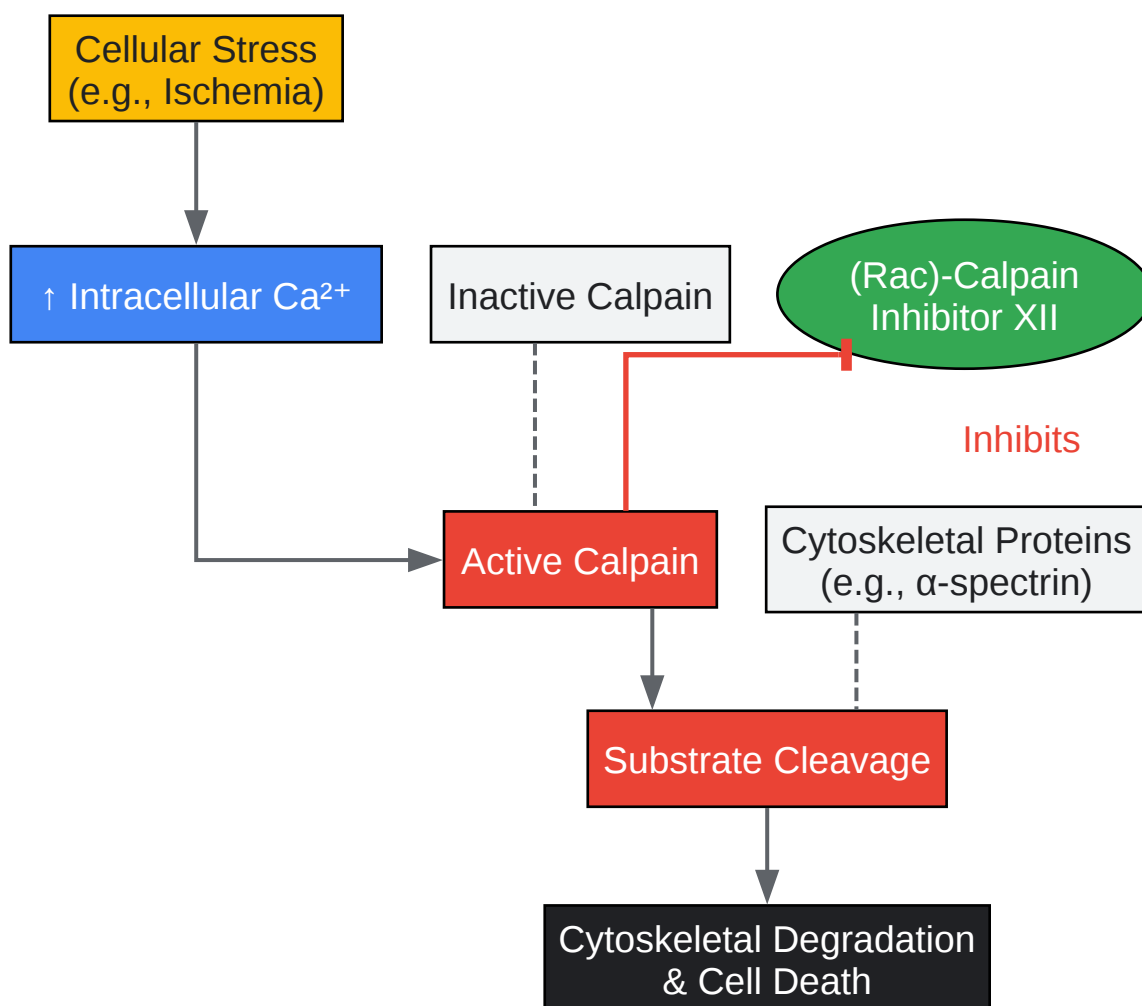 Cellular Stress
(e.g., Ischemia)
↑ Intracellular Ca²⁺
Inactive Calpain
(Rac)-Calpain
Inhibitor XII
Inhibits
Active Calpain
Cytoskeletal Proteins
(e.g., α-spectrin)
Substrate Cleavage
Cytoskeletal Degradation
& Cell Death